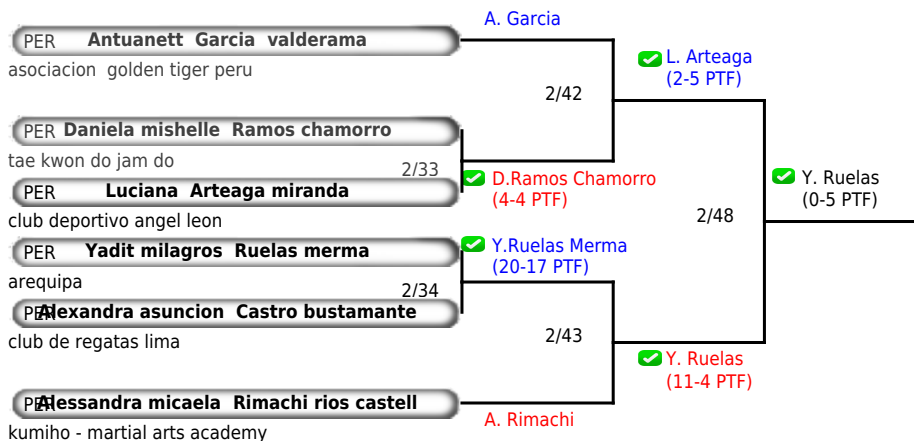 A. Garcia
PER Antuanett Garcia valderama
asociacion golden tiger peru
L. Arteaga
(2-5 PTF)
2/42
PER Daniela mishelle Ramos chamorro
tae kwon do jam do
2/33
D.Ramos Chamorro
(4-4 PTF)
PER Luciana Arteaga miranda
club deportivo angel leon
Y. Ruelas
(0-5 PTF)
2/48
PER Yadit milagros Ruelas merma
arequipa
Y.Ruelas Merma
(20-17 PTF)
2/34
PER Alexandra asuncion Castro bustamante
club de regatas lima
2/43
Y. Ruelas
(11-4 PTF)
PER Alessandra micaela Rimachi rios castell
kumiho - martial arts academy
A. Rimachi